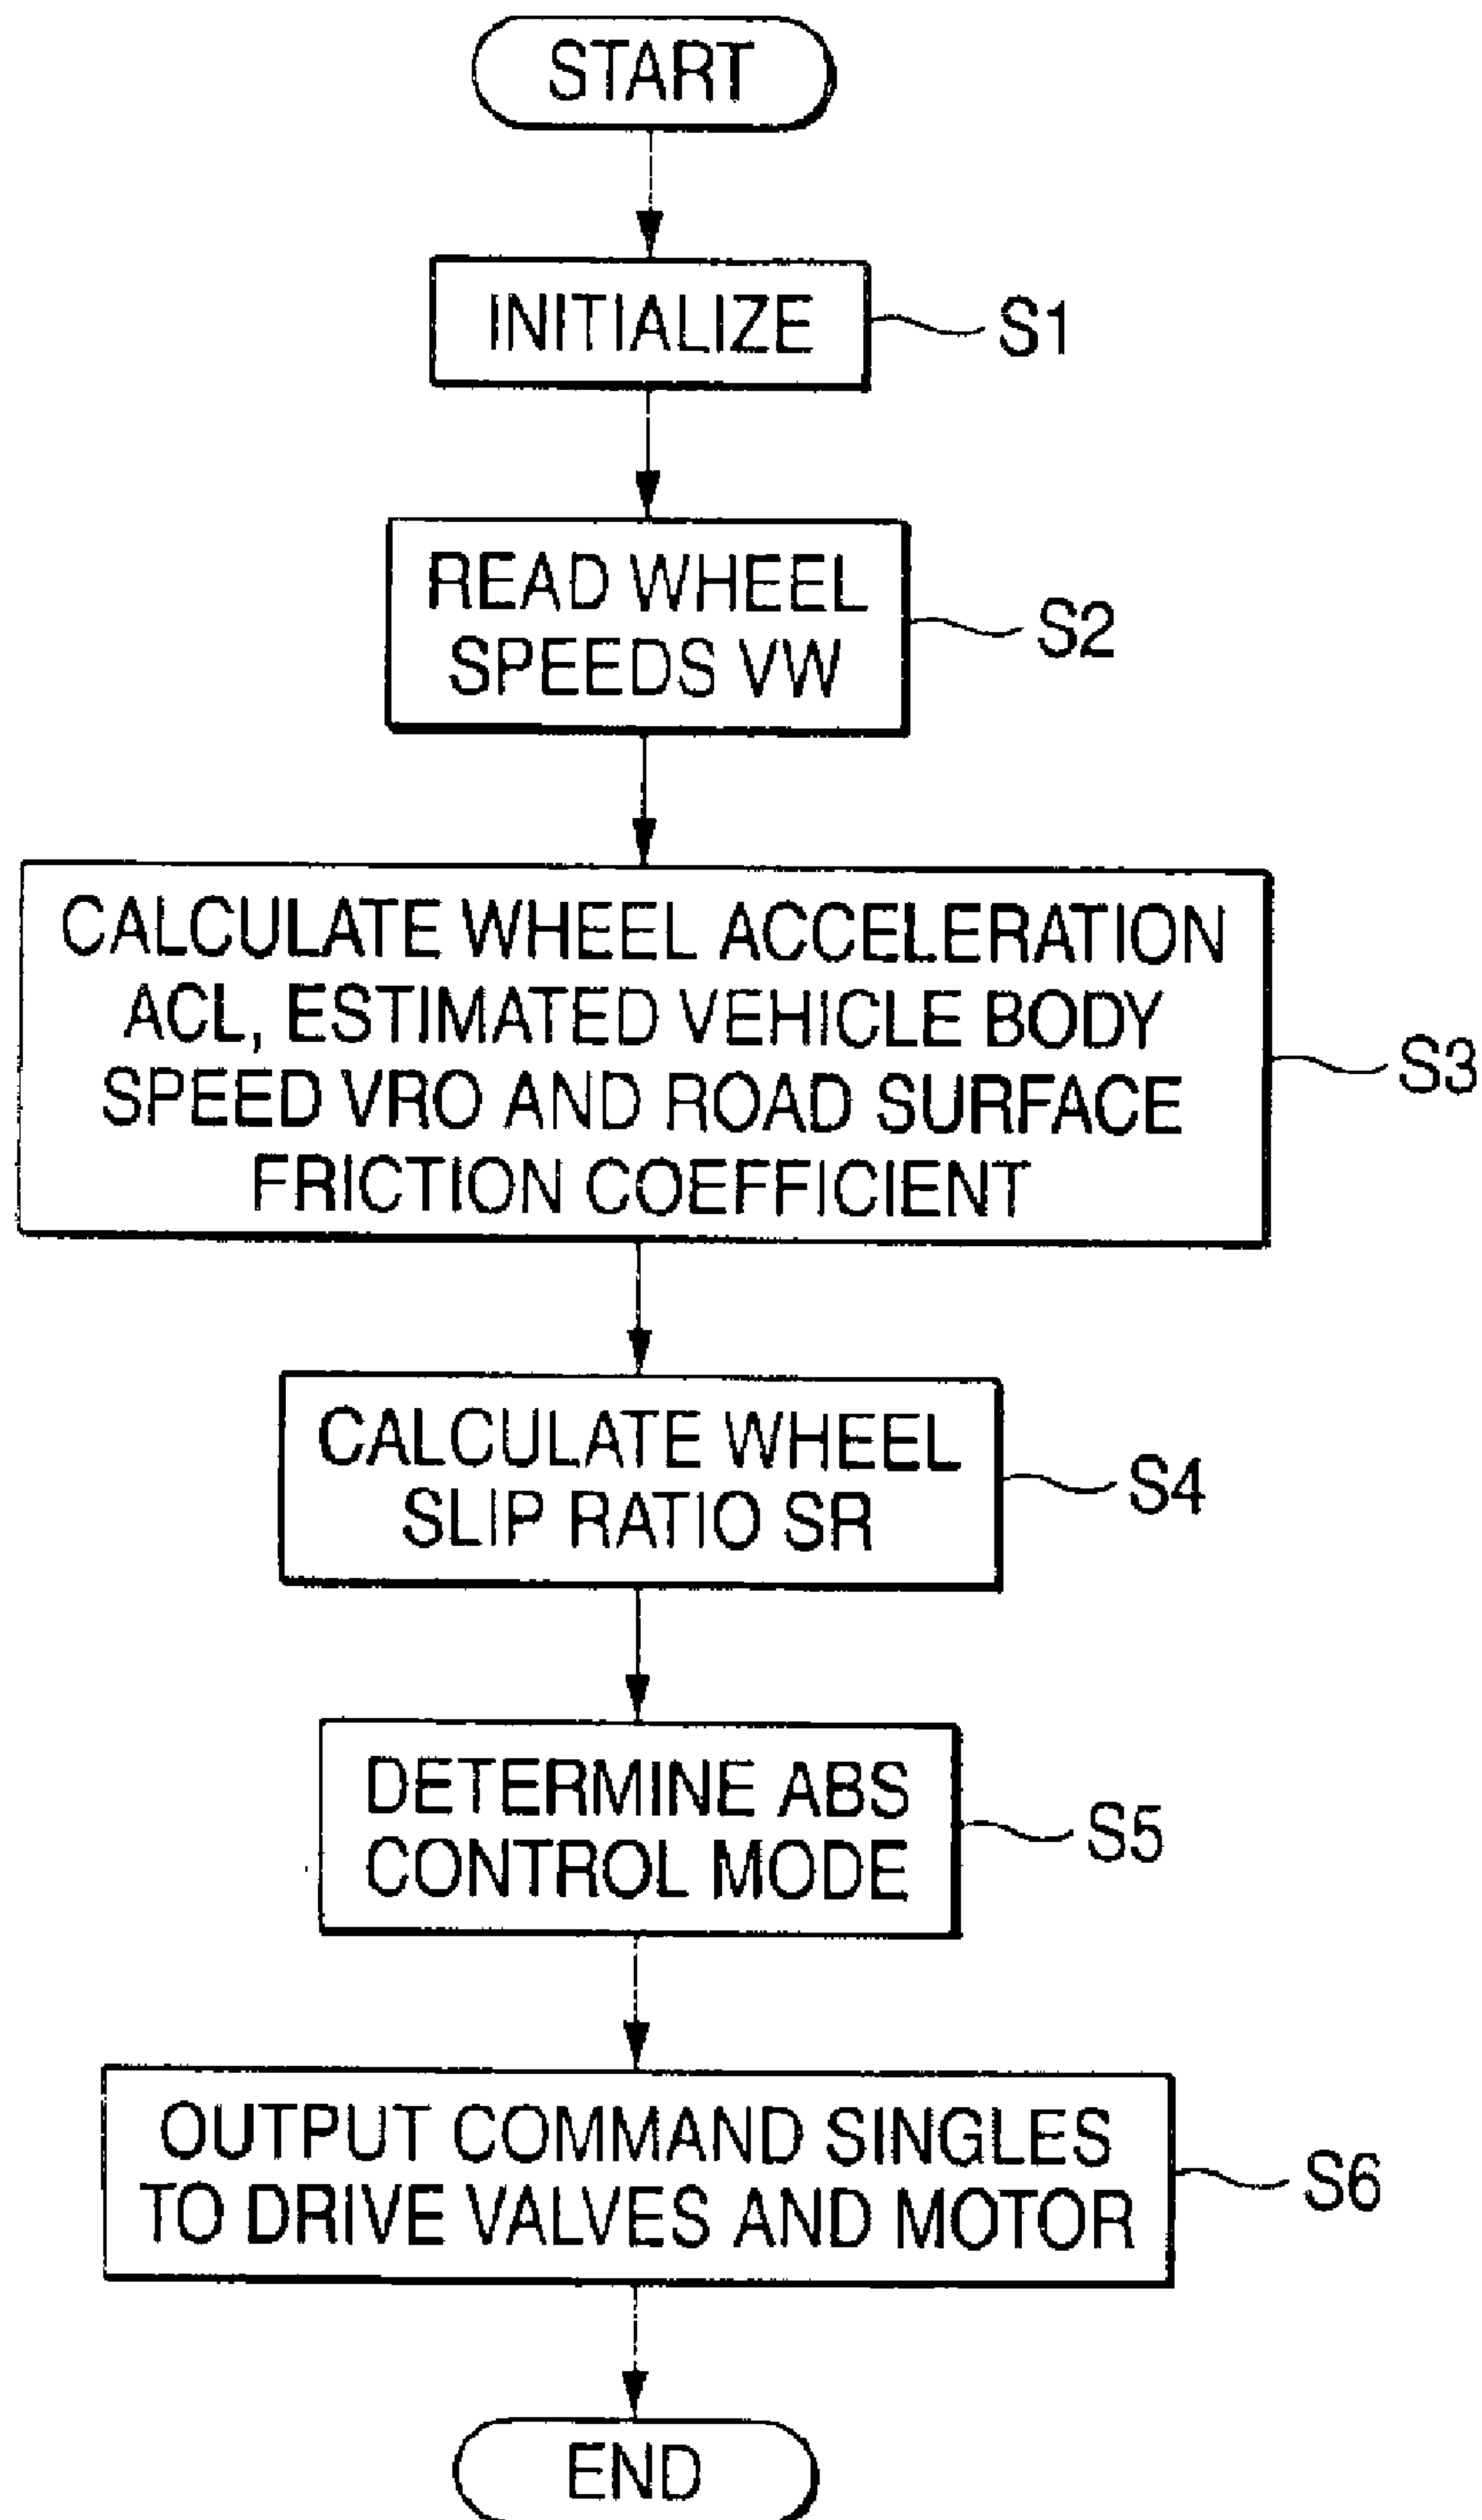 START
INITIALIZE
S1
READ WHEEL
SPEEDS VW
S2
CALCULATE WHEEL ACCELERATION
ACL, ESTIMATED VEHICLE BODY
SPEED VRO AND ROAD SURFACE
FRICTION COEFFICIENT
S3
CALCULATE WHEEL
SLIP RATIO SR
S4
DETERMINE ABS
CONTROL MODE
S5
OUTPUT COMMAND SINGLES
TO DRIVE VALVES AND MOTOR
S6
END